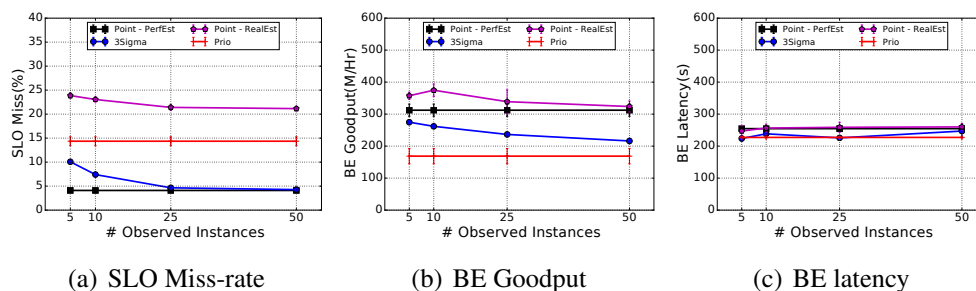 Point - PerfEst
3Sigma
Point - RealEst
Prio
SLO Miss(%)
40
35
30
25
20
15
10
5
0
5 10 25 50
# Observed Instances
(a) SLO Miss-rate
Point - PerfEst
3Sigma
Point - RealEst
Prio
BE Goodput(M/Hr)
600
500
400
300
200
100
0
5 10 25 50
# Observed Instances
(b) BE Goodput
Point - PerfEst
3Sigma
Point - RealEst
Prio
BE Latency(s)
600
500
400
300
200
100
0
5 10 25 50
# Observed Instances
(c) BE latency